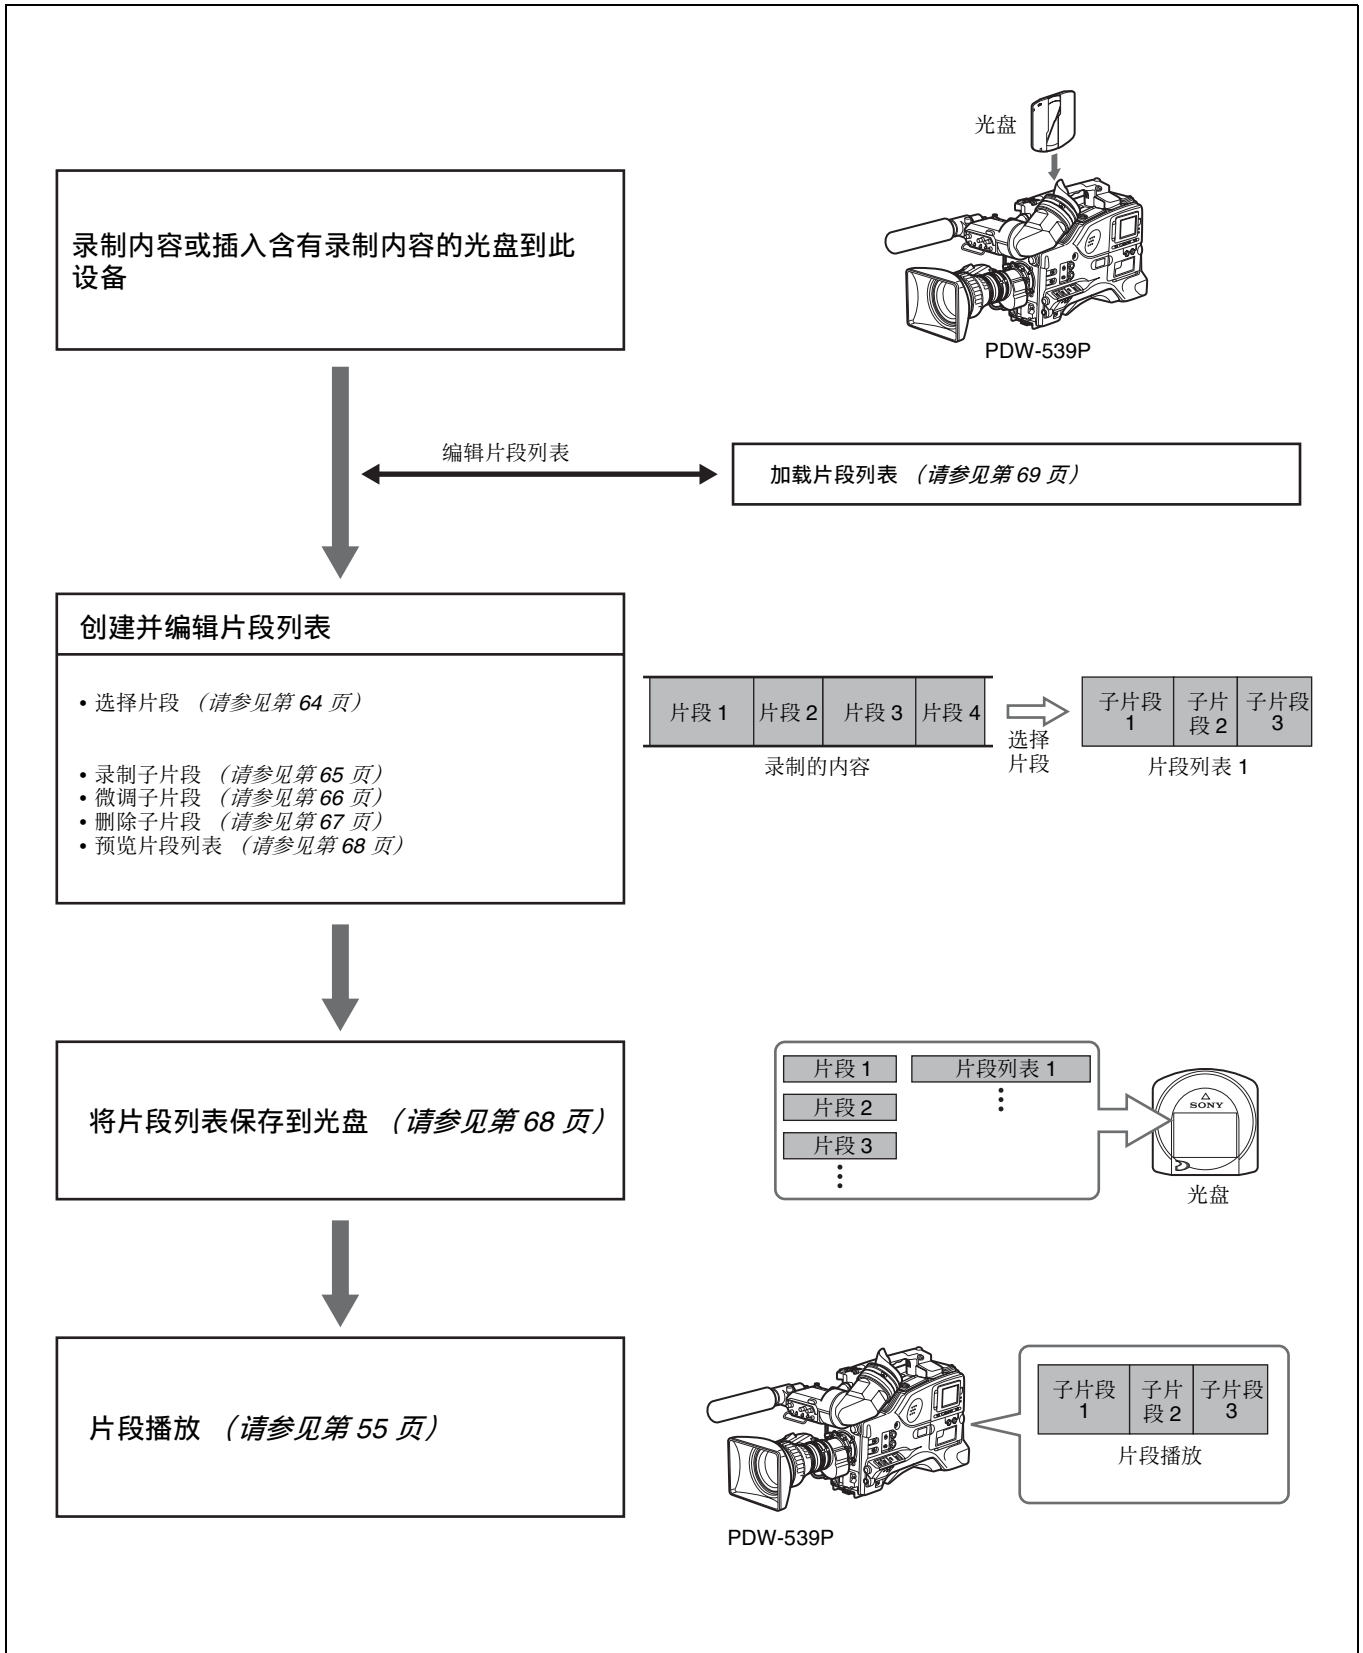 光盘
录制内容或插入含有录制内容的光盘到此
设备
PDW-539P
编辑片段列表
加载片段列表 （请参见第 69 页）
创建并编辑片段列表
• 选择片段 （请参见第 64 页）
• 录制子片段 （请参见第 65 页）
• 微调子片段 （请参见第 66 页）
• 删除子片段 （请参见第 67 页）
• 预览片段列表 （请参见第 68 页）
片段 1
片段 2
片段 3
片段 4
录制的内容
选择
片段
子片段
1
子片
段 2
子片段
3
片段列表 1
将片段列表保存到光盘 （请参见第 68 页）
片段 1
片段 2
片段 3
片段列表 1
SONY
光盘
片段播放 （请参见第 55 页）
PDW-539P
子片段
1
子片
段 2
子片段
3
片段播放